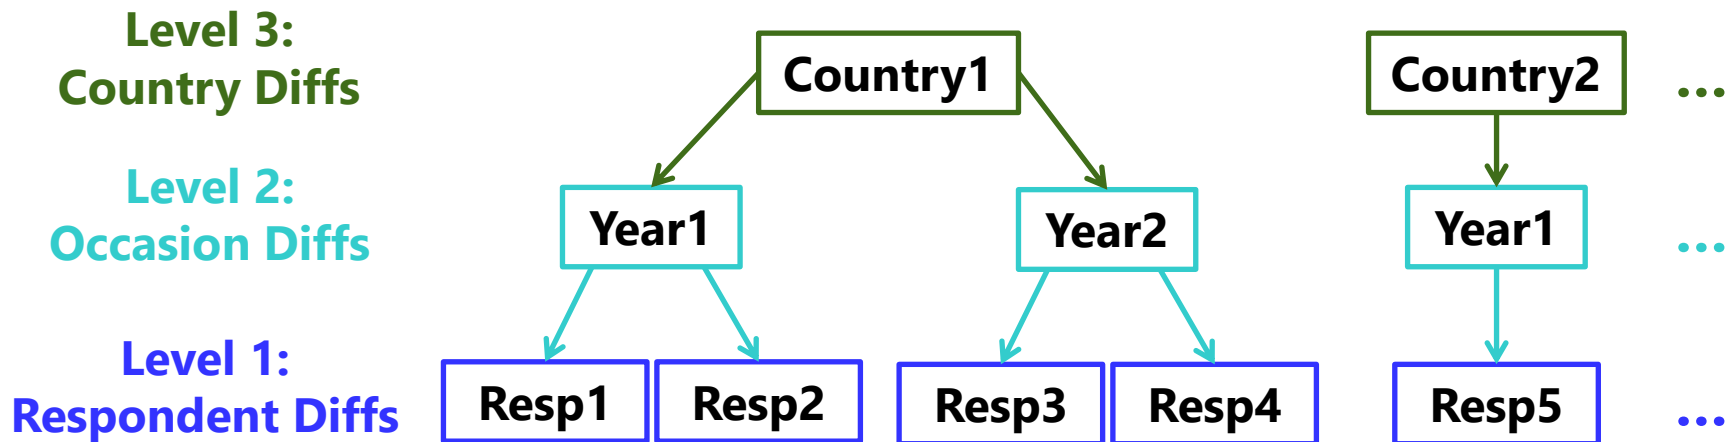 Level 3:
Country Diffs
Country1
Country2
...
Level 2:
Occasion Diffs
Year1
Year2
Year1
...
Level 1:
Respondent Diffs
Resp1
Resp2
Resp3
Resp4
Resp5
...